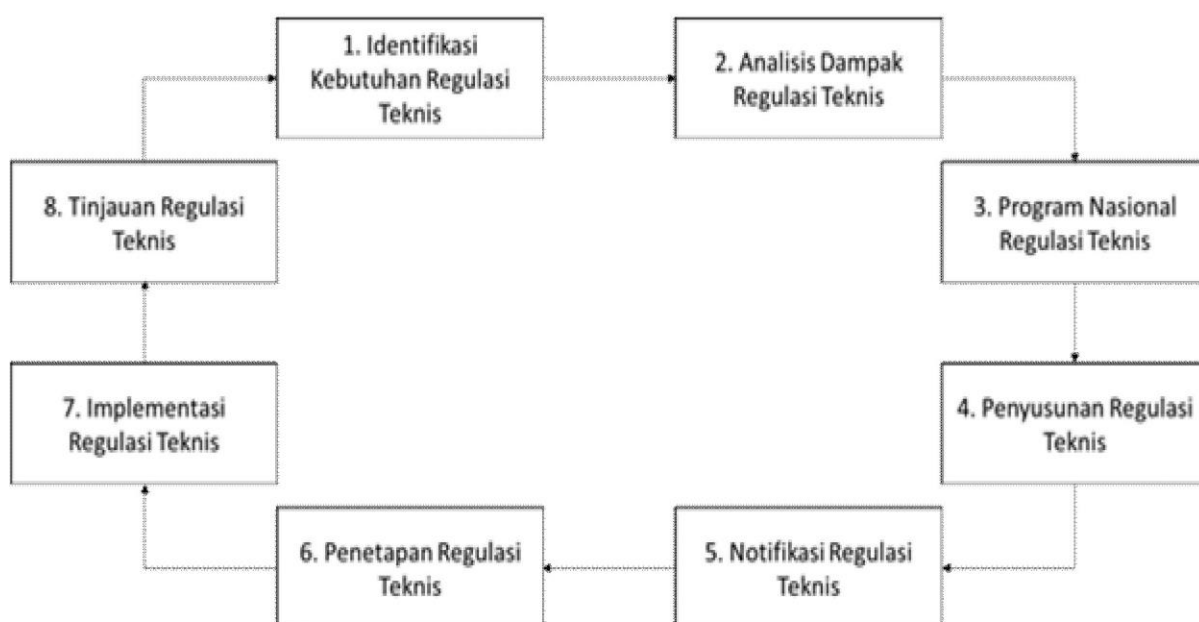 1. Identifikasi
Kebutuhan Regulasi
Teknis
2. Analisis Dampak
Regulasi Teknis
3. Program Nasional
Regulasi Teknis
4. Penyusunan Regulasi
Teknis
5. Notifikasi Regulasi
Teknis
6. Penetapan Regulasi
Teknis
7. Implementasi
Regulasi Teknis
8. Tinjauan Regulasi
Teknis